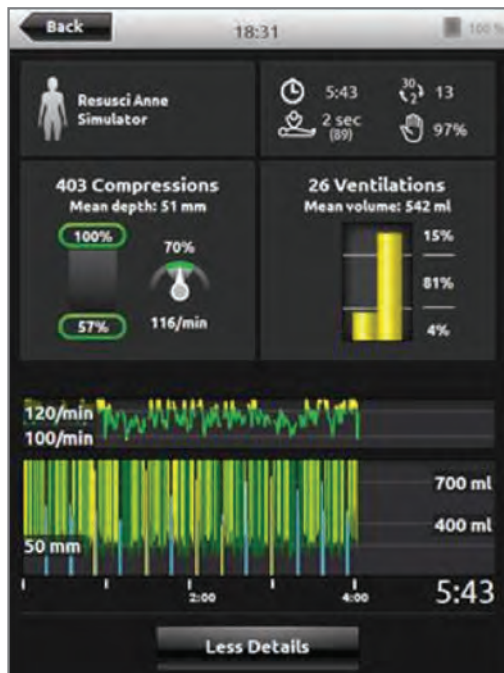 Back
18:31
100 %
Resusci Anne
Simulator
5:43
30
2
13
2 sec
(89)
97%
403 Compressions
Mean depth: 51 mm
100%
57%
70%
116/min
26 Ventilations
Mean volume: 542 ml
15%
81%
4%
120/min
100/min
700 ml
400 ml
50 mm
2:00
4:00
5:43
Less Details